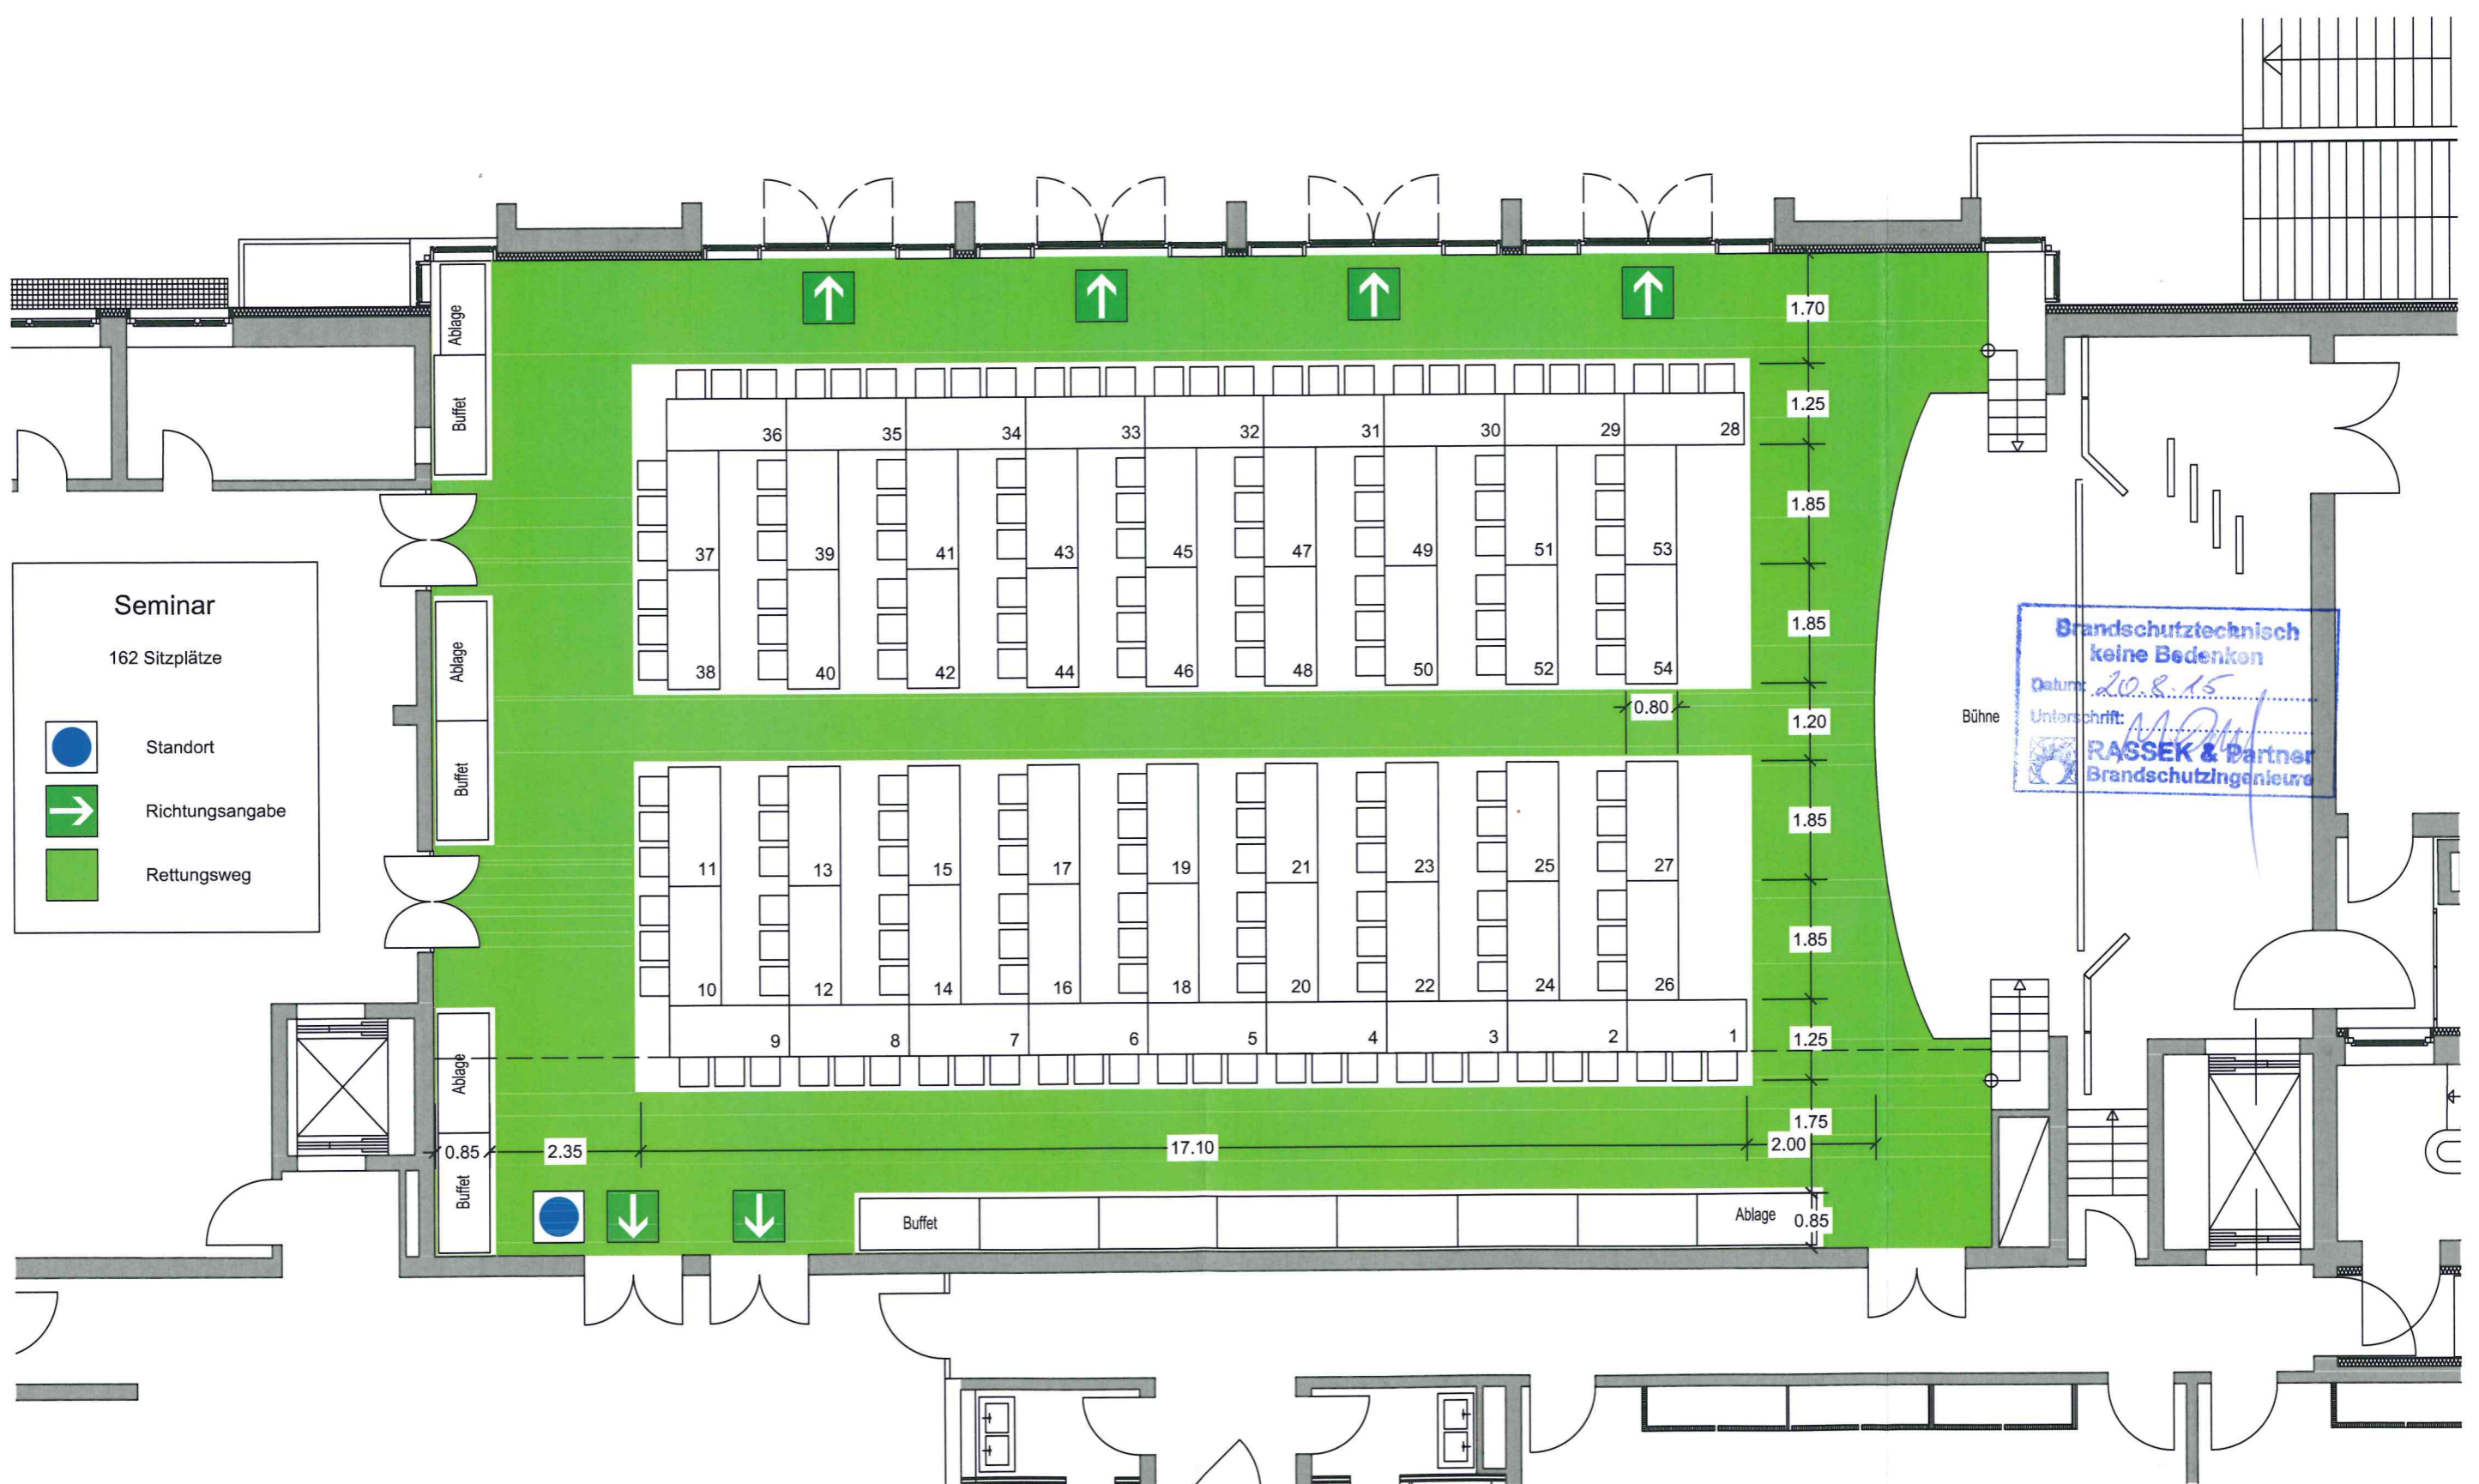 1.70
Ablage
Buffet
1.25
36 35 34 33 32 31 30 29 28
1.85
37 39 41 43 45 47 49 51 53
Seminar
162 Sitzplätze
Standort
Richtungsangabe
Rettungsweg
1.85
38 40 42 44 46 48 50 52 54
Ablage
Buffet
0.80
1.20
Bühne
Brandschutztechnisch
keine Bedenken
Datum: 20.8.15
Unterschrift:
RASSEK & Partner
Brandschutzingenieure
1.85
11 13 15 17 19 21 23 25 27
1.85
10 12 14 16 18 20 22 24 26
9 8 7 6 5 4 3 2 1
1.25
Ablage
Buffet
1.75
0.85 2.35 17.10 2.00
Buffet Ablage 0.85